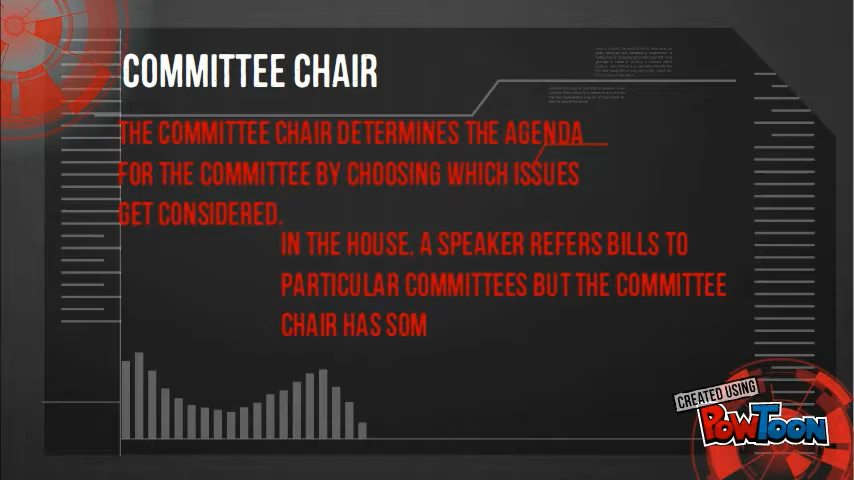 COMMITTEE CHAIR
THE COMMITTEE CHAIR DETERMINES THE AGENDA
FOR THE COMMITTEE BY CHOOSING WHICH ISSUES
GET CONSIDERED.
IN THE HOUSE, A SPEAKER REFERS BILLS TO
PARTICULAR COMMITTEES BUT THE COMMITTEE
CHAIR HAS SOM
CREATED USING
POWTOON